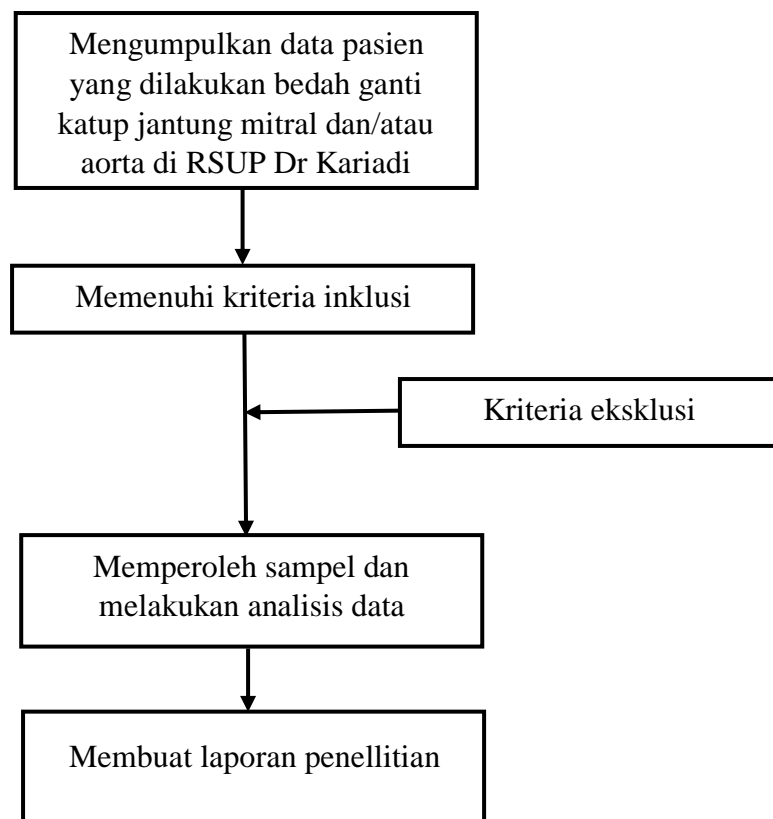 Mengumpulkan data pasien
yang dilakukan bedah ganti
katup jantung mitral dan/atau
aorta di RSUP Dr Kariadi
Memenuhi kriteria inklusi
Kriteria eksklusi
Memperoleh sampel dan
melakukan analisis data
Membuat laporan penellitian